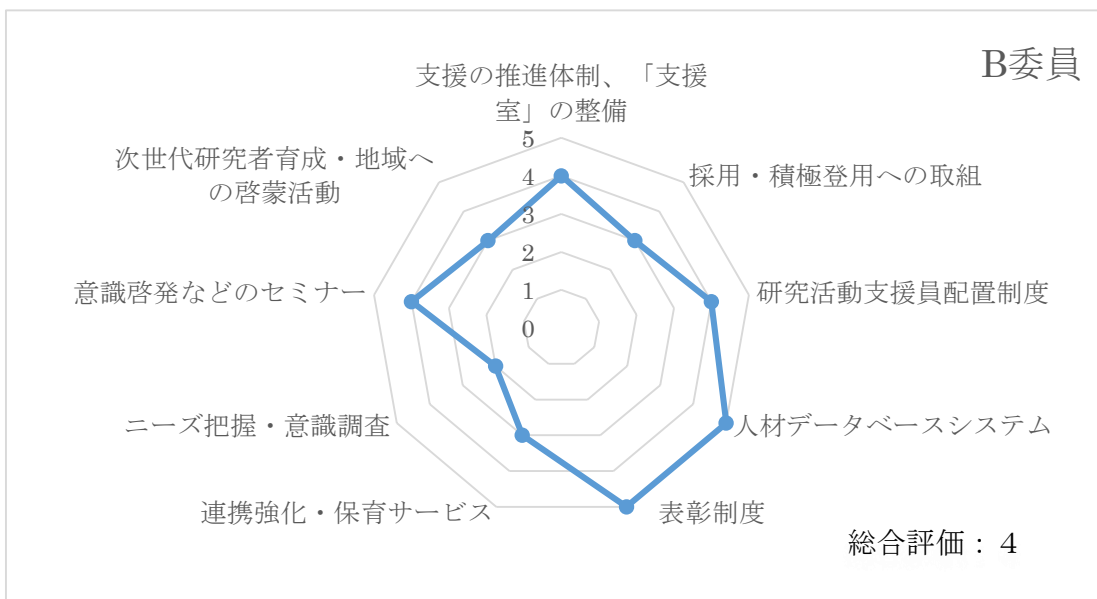 B委員
支援の推進体制、「支援
室」の整備
採用・積極登用への取組
研究活動支援員配置制度
人材データベースシステム
表彰制度
連携強化・保育サービス
ニーズ把握・意識調査
意識啓発などのセミナー
次世代研究者育成・地域へ
の啓蒙活動
5
4
3
2
1
0
総合評価：４